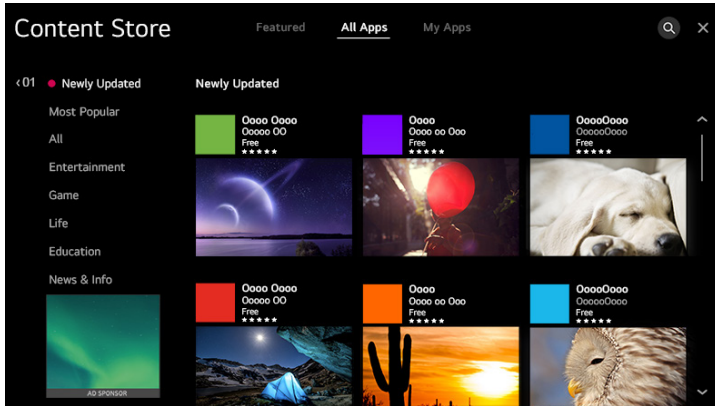 Content Store
Featured
All Apps
My Apps
‹01
Newly Updated
Most Popular
All
Entertainment
Game
Life
Education
News & Info
AD SPONSOR
Newly Updated
Oooo Oooo
Ooooo OO
Free
Oooo
Oooo oo Ooo
Free
OoooOooo
OooooOooo
Free
Oooo Oooo
Ooooo OO
Free
Oooo
Oooo oo Ooo
Free
OoooOooo
OooooOooo
Free